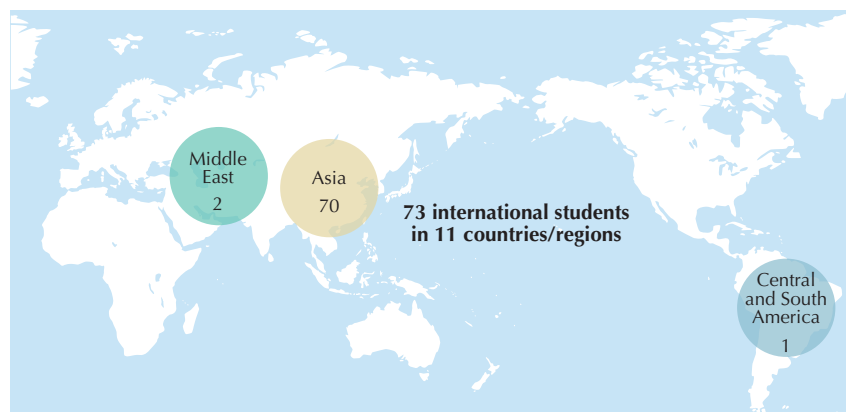 Middle
East
2
Asia
70
73 international students
in 11 countries/regions
Central
and South
America
1